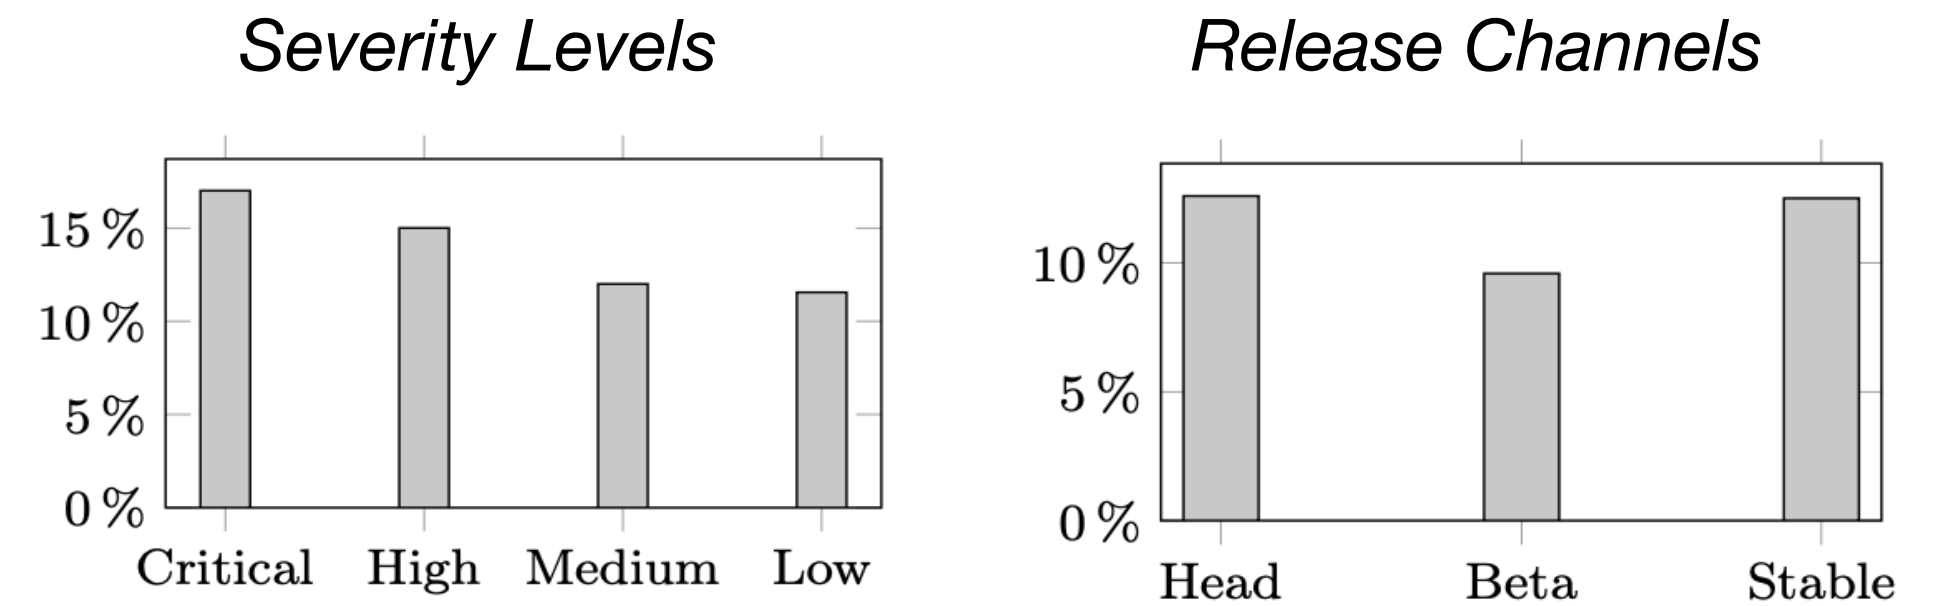 Severity Levels
15 %
10 %
5 %
0 %
Critical High Medium Low
Release Channels
10 %
5 %
0 %
Head Beta Stable